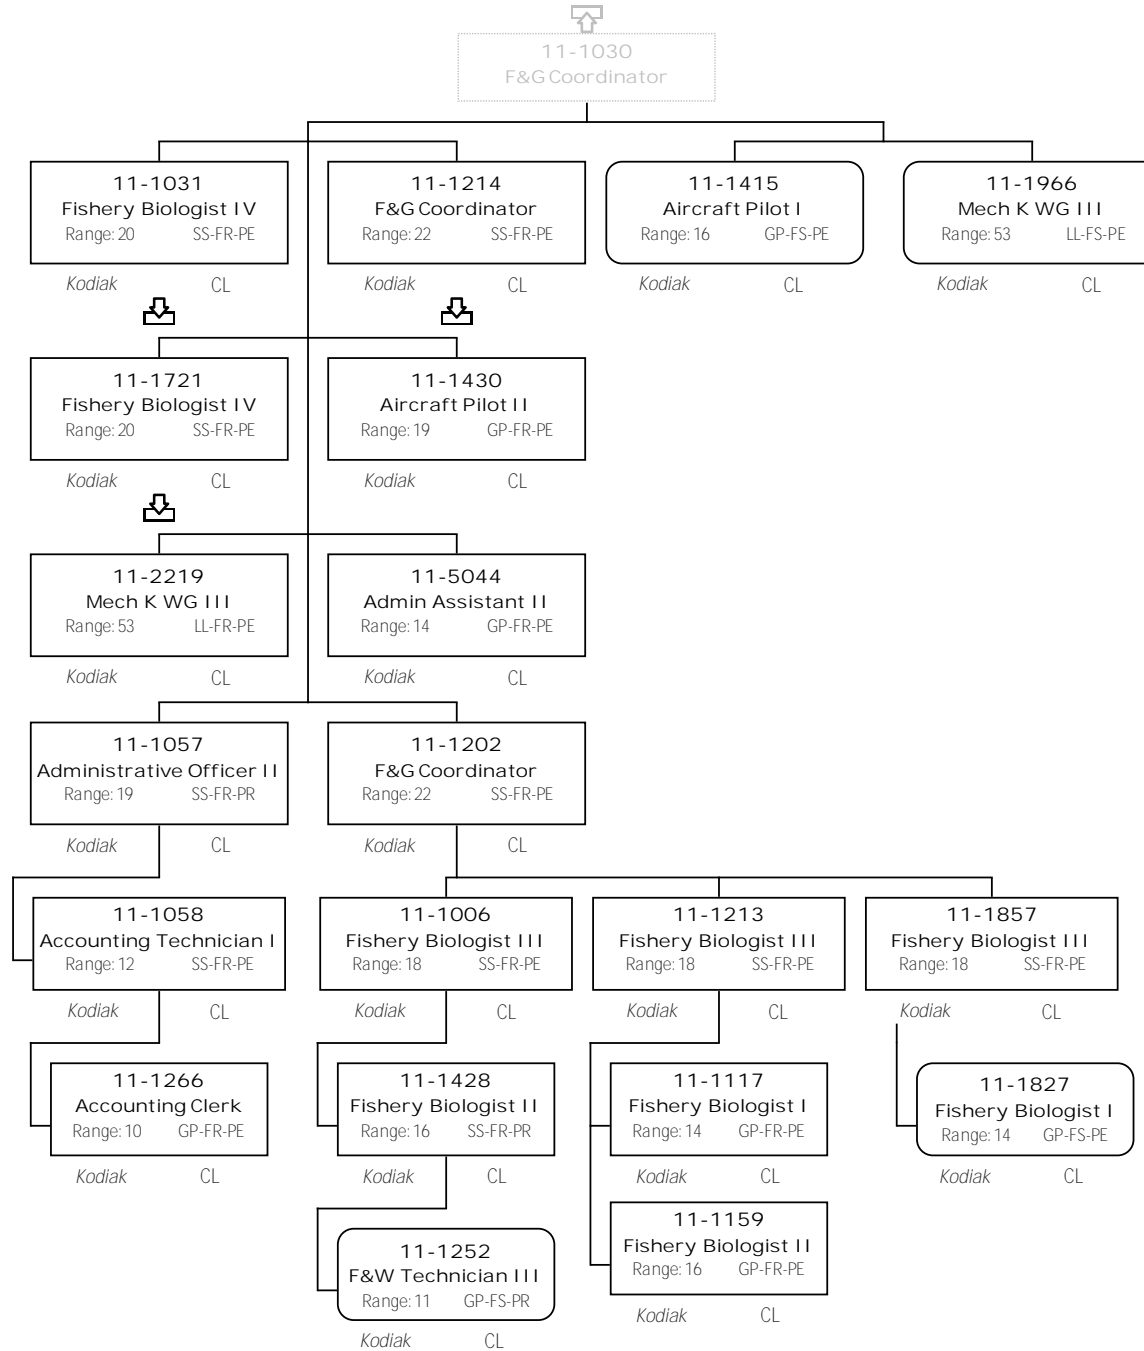 11-1030
F&G Coordinator
11-1031
Fishery Biologist IV
Range: 20 SS-FR-PE
Kodiak CL
11-1214
F&G Coordinator
Range: 22 SS-FR-PE
Kodiak CL
11-1415
Aircraft Pilot I
Range: 16 GP-FS-PE
Kodiak CL
11-1966
Mech K WG III
Range: 53 LL-FS-PE
Kodiak CL
11-1721
Fishery Biologist IV
Range: 20 SS-FR-PE
Kodiak CL
11-1430
Aircraft Pilot II
Range: 19 GP-FR-PE
Kodiak CL
11-2219
Mech K WG III
Range: 53 LL-FR-PE
Kodiak CL
11-5044
Admin Assistant II
Range: 14 GP-FR-PE
Kodiak CL
11-1057
Administrative Officer II
Range: 19 SS-FR-PR
Kodiak CL
11-1202
F&G Coordinator
Range: 22 SS-FR-PE
Kodiak CL
11-1058
Accounting Technician I
Range: 12 SS-FR-PE
Kodiak CL
11-1006
Fishery Biologist III
Range: 18 SS-FR-PE
Kodiak CL
11-1213
Fishery Biologist III
Range: 18 SS-FR-PE
Kodiak CL
11-1857
Fishery Biologist III
Range: 18 SS-FR-PE
Kodiak CL
11-1266
Accounting Clerk
Range: 10 GP-FR-PE
Kodiak CL
11-1428
Fishery Biologist II
Range: 16 SS-FR-PR
Kodiak CL
11-1117
Fishery Biologist I
Range: 14 GP-FR-PE
11-1827
Fishery Biologist I
Range: 14 GP-FS-PE
Kodiak CL
11-1252
F&W Technician III
Range: 11 GP-FS-PR
Kodiak CL
11-1159
Fishery Biologist II
Range: 16 GP-FR-PE
Kodiak CL
Kodiak CL